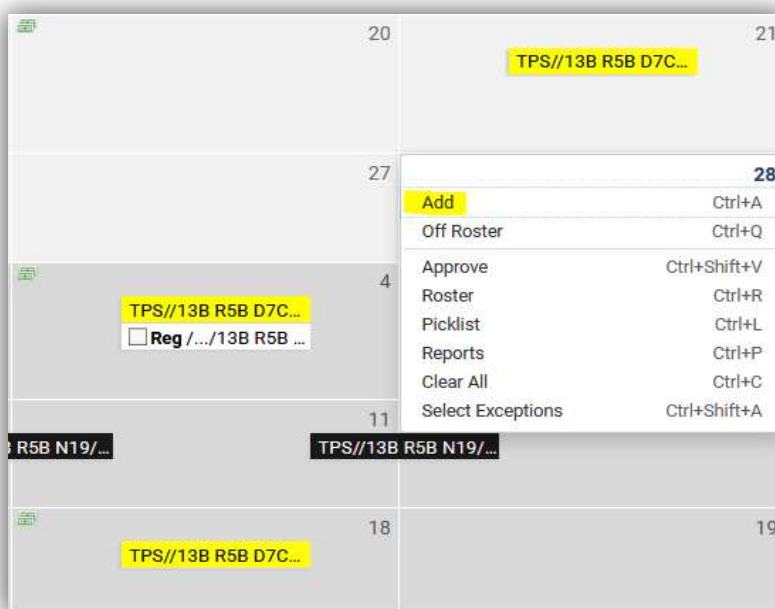 20
21
TPS//13B R5B D7C...
27
28
Add Ctrl+A
Off Roster Ctrl+Q
Approve Ctrl+Shift+V
Roster Ctrl+R
Picklist Ctrl+L
Reports Ctrl+P
Clear All Ctrl+C
Select Exceptions Ctrl+Shift+A
4
TPS//13B R5B D7C...
Reg /.../13B R5B ...
11
R5B N19/...
TPS//13B R5B N19/...
18
19
TPS//13B R5B D7C...